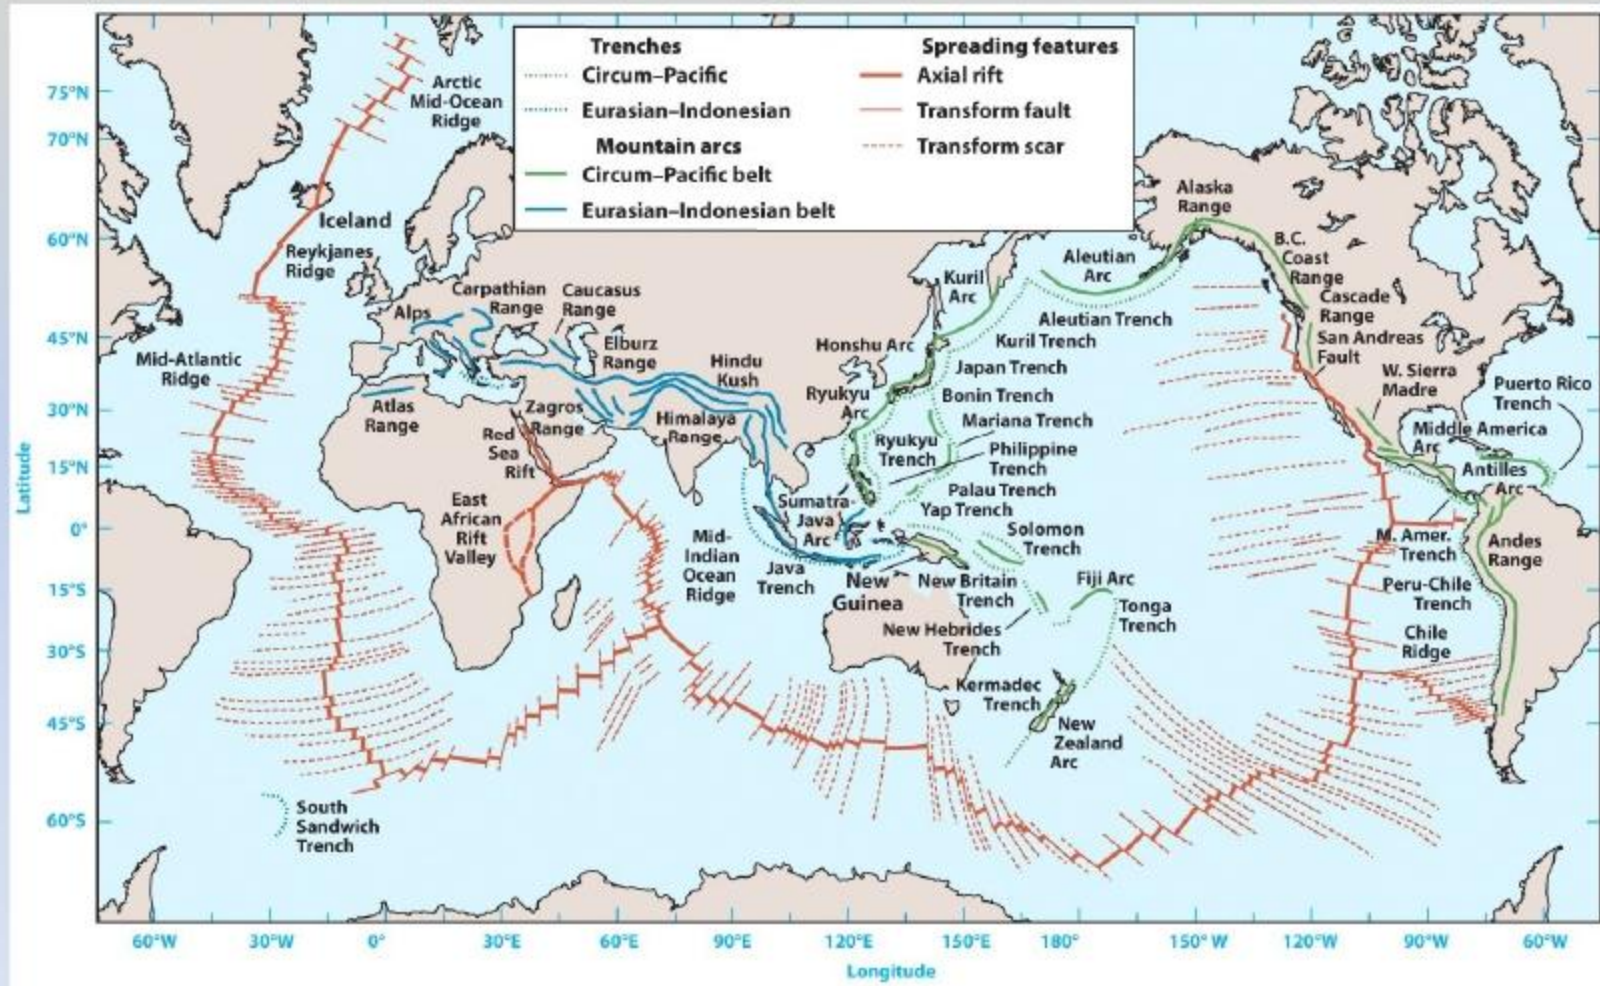 Trenches
Circum–Pacific
Eurasian–Indonesian
Mountain arcs
Circum–Pacific belt
Eurasian–Indonesian belt
Spreading features
Axial rift
Transform fault
Transform scar
75°N
70°N
60°N
45°N
30°N
15°N
0°
15°S
30°S
45°S
60°S
Latitude
Arctic
Mid-Ocean
Ridge
Iceland
Reykjanes
Ridge
Mid-Atlantic
Ridge
Alps
Carpathian
Range
Caucasus
Range
Elburz
Range
Hindu
Kush
Atlas
Range
Zagros
Range
Himalaya
Range
Red
Sea
Rift
East
African
Rift
Valley
Mid-
Indian
Ocean
Ridge
South
Sandwich
Trench
Sumatra-
Java
Arc
Java
Trench
New
Guinea
Kuril
Arc
Honshu Arc
Ryukyu
Arc
Ryukyu
Trench
Aleutian
Arc
Aleutian Trench
Kuril Trench
Japan Trench
Bonin Trench
Mariana Trench
Philippine
Trench
Palau Trench
Yap Trench
Solomon
Trench
New Britain
Trench
Fiji Arc
Tonga
Trench
New Hebrides
Trench
Kermadec
Trench
New
Zealand
Arc
Alaska
Range
B.C.
Coast
Range
Cascade
Range
San Andreas
Fault
W. Sierra
Madre
Puerto Rico
Trench
Middle America
Arc
Antilles
Arc
M. Amer.
Trench
Andes
Range
Peru-Chile
Trench
Chile
Ridge
60°W
30°W
0°
30°E
60°E
90°E
120°E
150°E
180°
150°W
120°W
90°W
60°W
Longitude